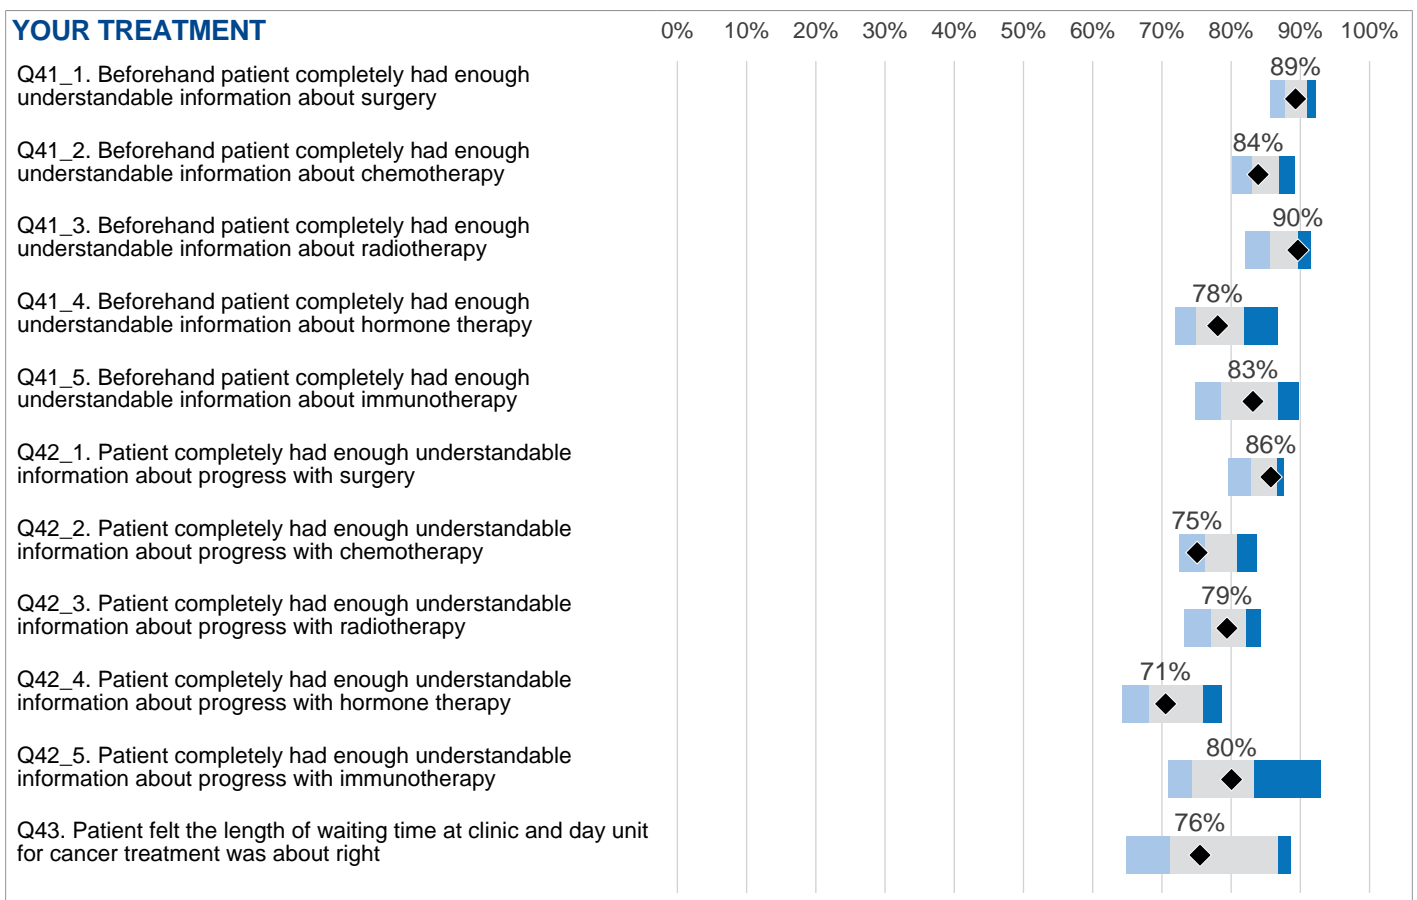 YOUR TREATMENT
0% 10% 20% 30% 40% 50% 60% 70% 80% 90% 100%
Q41_1. Beforehand patient completely had enough
understandable information about surgery
89%
Q41_2. Beforehand patient completely had enough
understandable information about chemotherapy
84%
Q41_3. Beforehand patient completely had enough
understandable information about radiotherapy
90%
Q41_4. Beforehand patient completely had enough
understandable information about hormone therapy
78%
Q41_5. Beforehand patient completely had enough
understandable information about immunotherapy
83%
Q42_1. Patient completely had enough understandable
information about progress with surgery
86%
Q42_2. Patient completely had enough understandable
information about progress with chemotherapy
75%
Q42_3. Patient completely had enough understandable
information about progress with radiotherapy
79%
Q42_4. Patient completely had enough understandable
information about progress with hormone therapy
71%
Q42_5. Patient completely had enough understandable
information about progress with immunotherapy
80%
Q43. Patient felt the length of waiting time at clinic and day unit
for cancer treatment was about right
76%